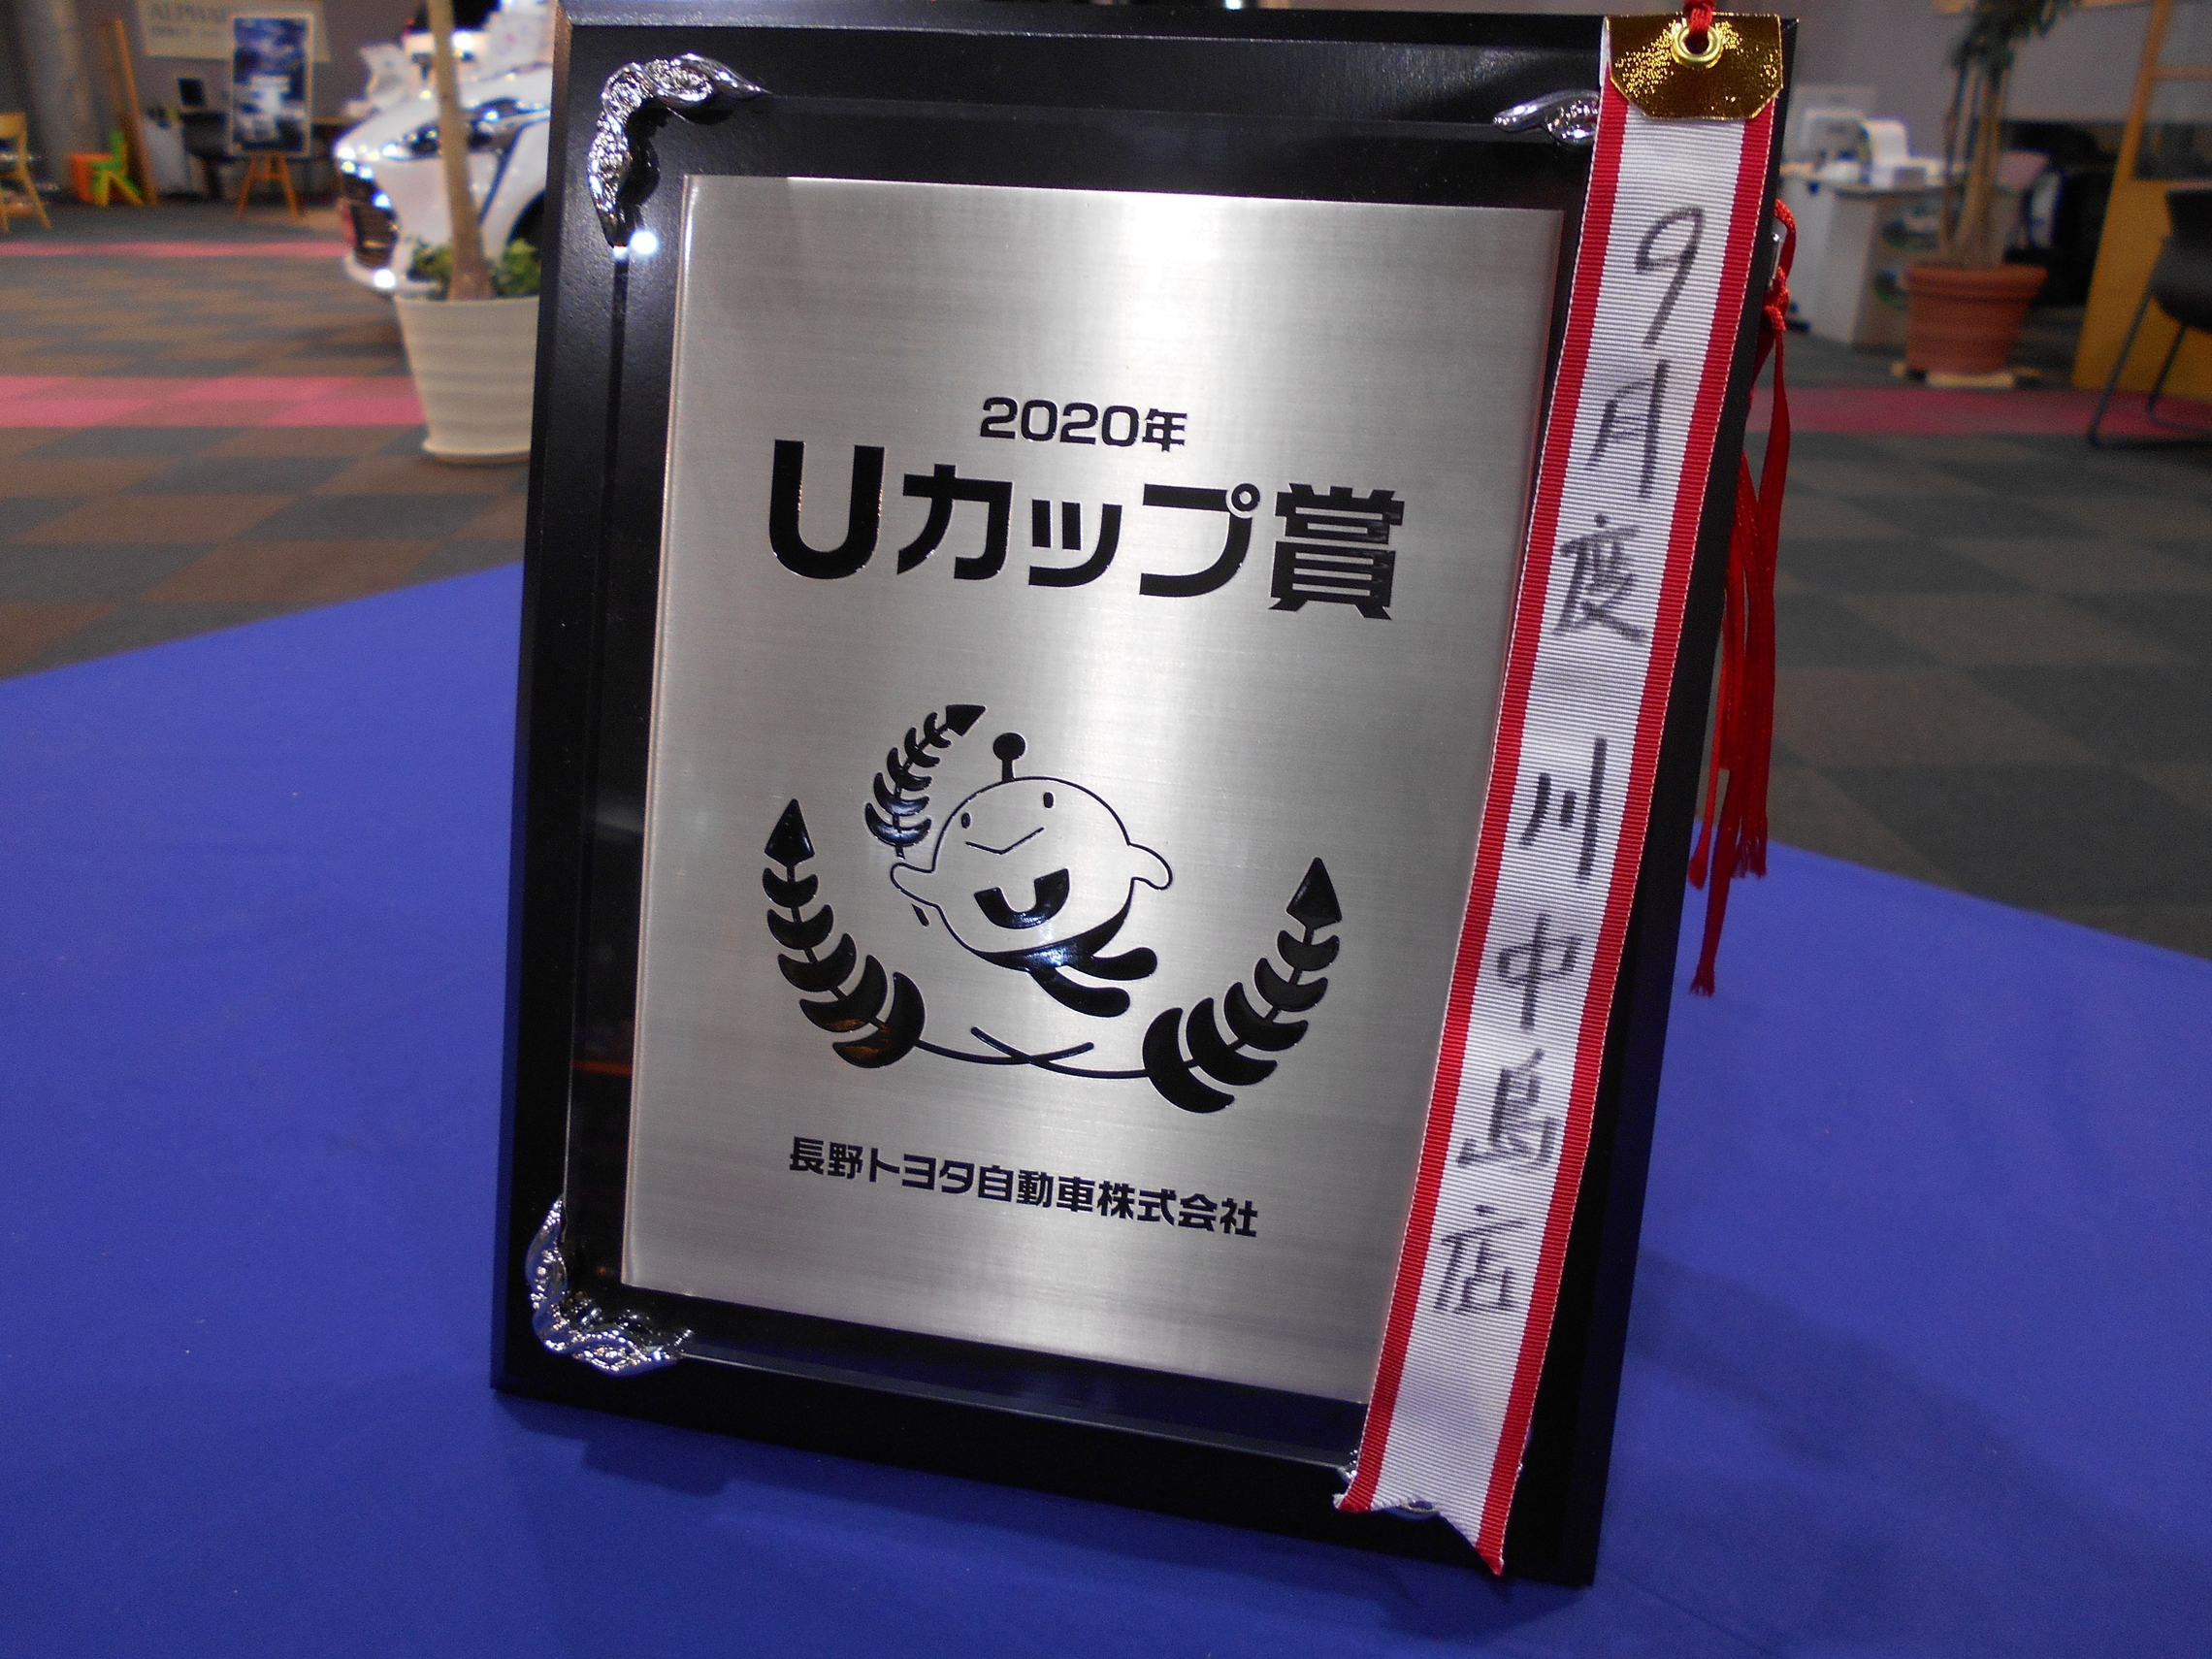 2020年
Uカップ賞
U
長野トヨタ自動車株式会社
9月度 川中島店